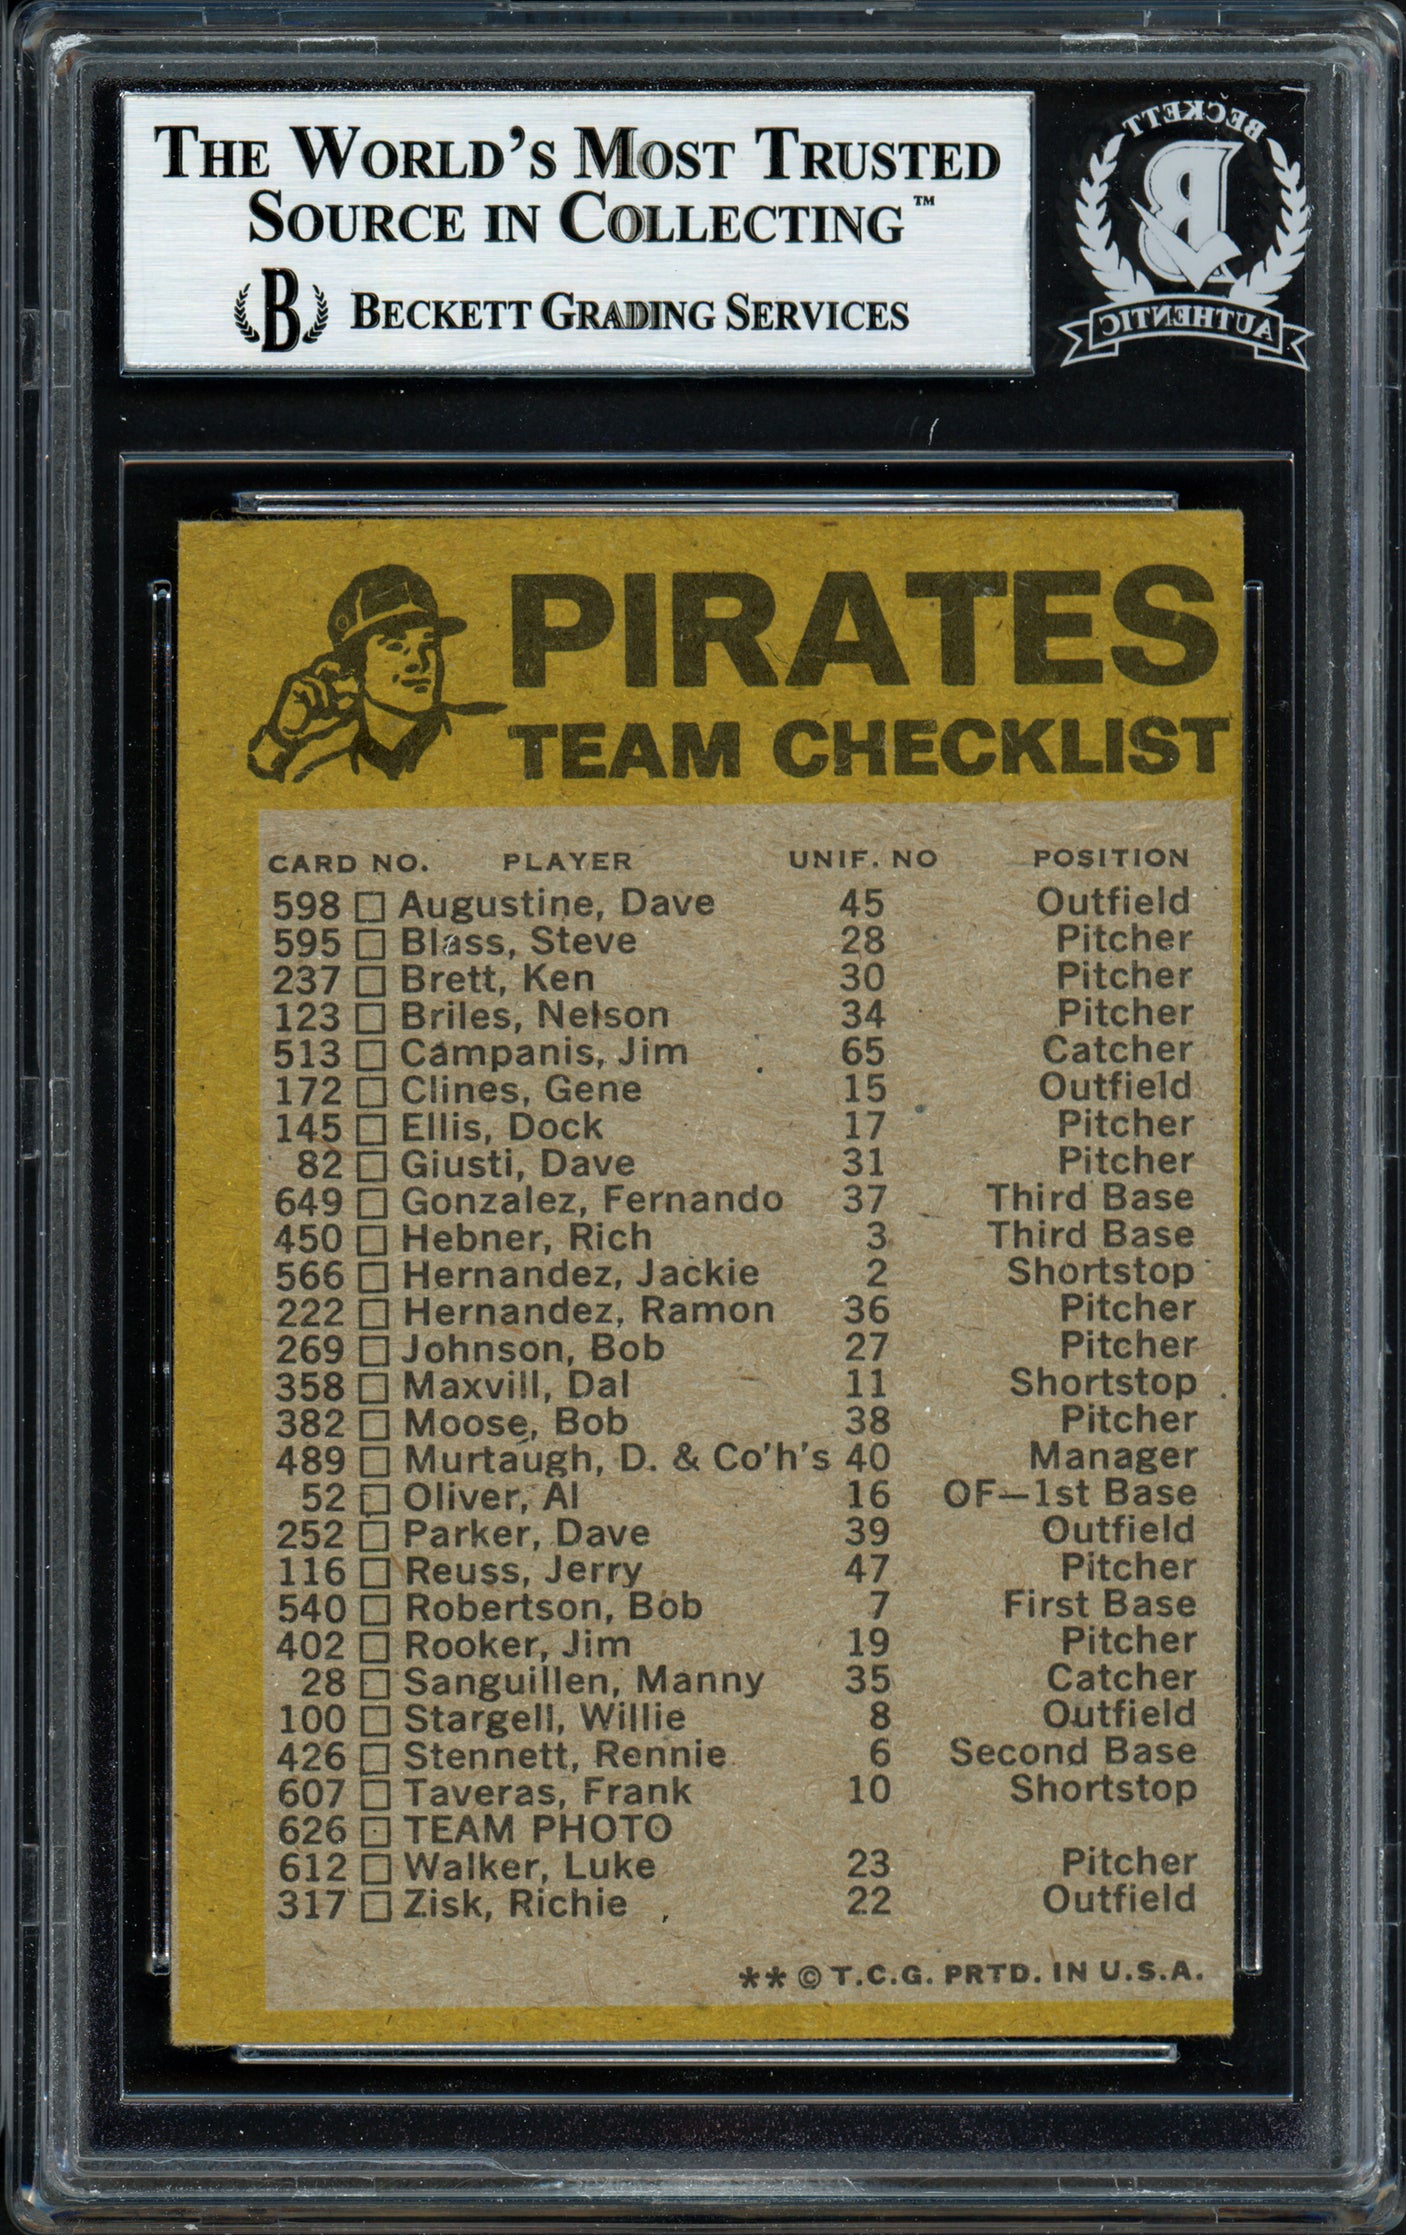 THE WORLD'S MOST TRUSTED
SOURCE IN COLLECTING™
B BECKETT GRADING SERVICES
BECKETT
B
AUTHENTIC
PIRATES
TEAM CHECKLIST
CARD NO. PLAYER UNIF. NO POSITION
598 □ Augustine, Dave 45 Outfield
595 □ Blass, Steve 28 Pitcher
237 □ Brett, Ken 30 Pitcher
123 □ Briles, Nelson 34 Pitcher
513 □ Campanis, Jim 65 Catcher
172 □ Clines, Gene 15 Outfield
145 □ Ellis, Dock 17 Pitcher
82 □ Giusti, Dave 31 Pitcher
649 □ Gonzalez, Fernando 37 Third Base
450 □ Hebner, Rich 3 Third Base
566 □ Hernandez, Jackie 2 Shortstop
222 □ Hernandez, Ramon 36 Pitcher
269 □ Johnson, Bob 27 Pitcher
358 □ Maxvill, Dal 11 Shortstop
382 □ Moose, Bob 38 Pitcher
489 □ Murtaugh, D. & Co'h's 40 Manager
52 □ Oliver, Al 16 OF—1st Base
252 □ Parker, Dave 39 Outfield
116 □ Reuss, Jerry 47 Pitcher
540 □ Robertson, Bob 7 First Base
402 □ Rooker, Jim 19 Pitcher
28 □ Sanguillen, Manny 35 Catcher
100 □ Stargell, Willie 8 Outfield
426 □ Stennett, Rennie 6 Second Base
607 □ Taveras, Frank 10 Shortstop
626 □ TEAM PHOTO
612 □ Walker, Luke 23 Pitcher
317 □ Zisk, Richie 22 Outfield
** © T.C.G. PRTD. IN U.S.A.